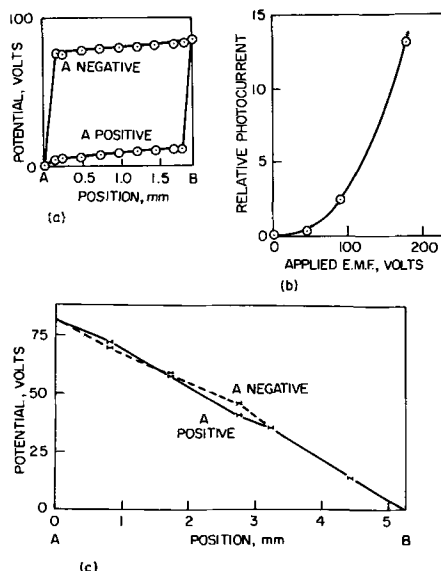 100
POTENTIAL, VOLTS
A NEGATIVE
A POSITIVE
0
A 0.5 1.0 1.5 B
POSITION, mm
(a)
RELATIVE PHOTOCURRENT
15
10
5
0
0 100 200
APPLIED E.M.F., VOLTS
(b)
POTENTIAL, VOLTS
75
50
25
0
A NEGATIVE
A POSITIVE
0 1 2 3 4 5
A B
POSITION, mm
(c)